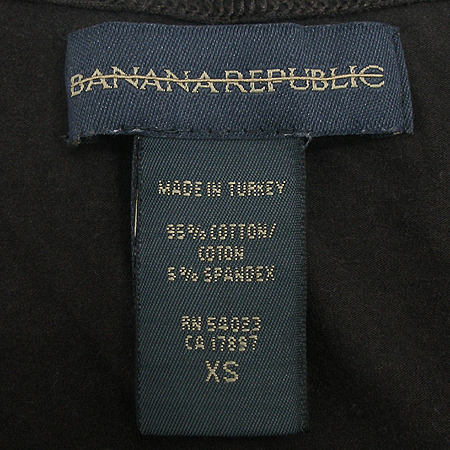 BANANA REPUBLIC
MADE IN TURKEY
95% COTTON/
COTON
5% SPANDEX
RN 54023
CA 17897
XS